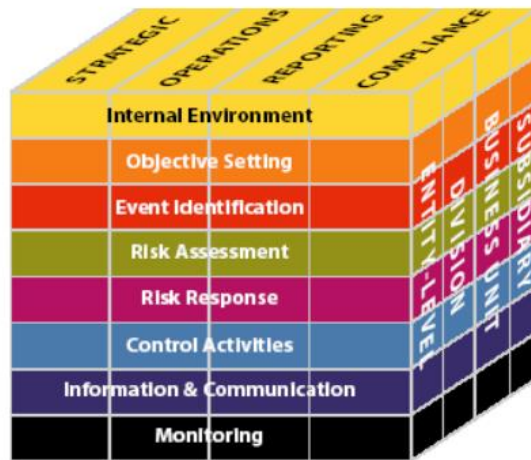 STRATEGIC
OPERATIONS
REPORTING
COMPLIANCE
Internal Environment
Objective Setting
Event Identification
Risk Assessment
Risk Response
Control Activities
Information & Communication
Monitoring
ENTITY-LEVEL
DIVISION
BUSINESS UNIT
SUBSIDIARY